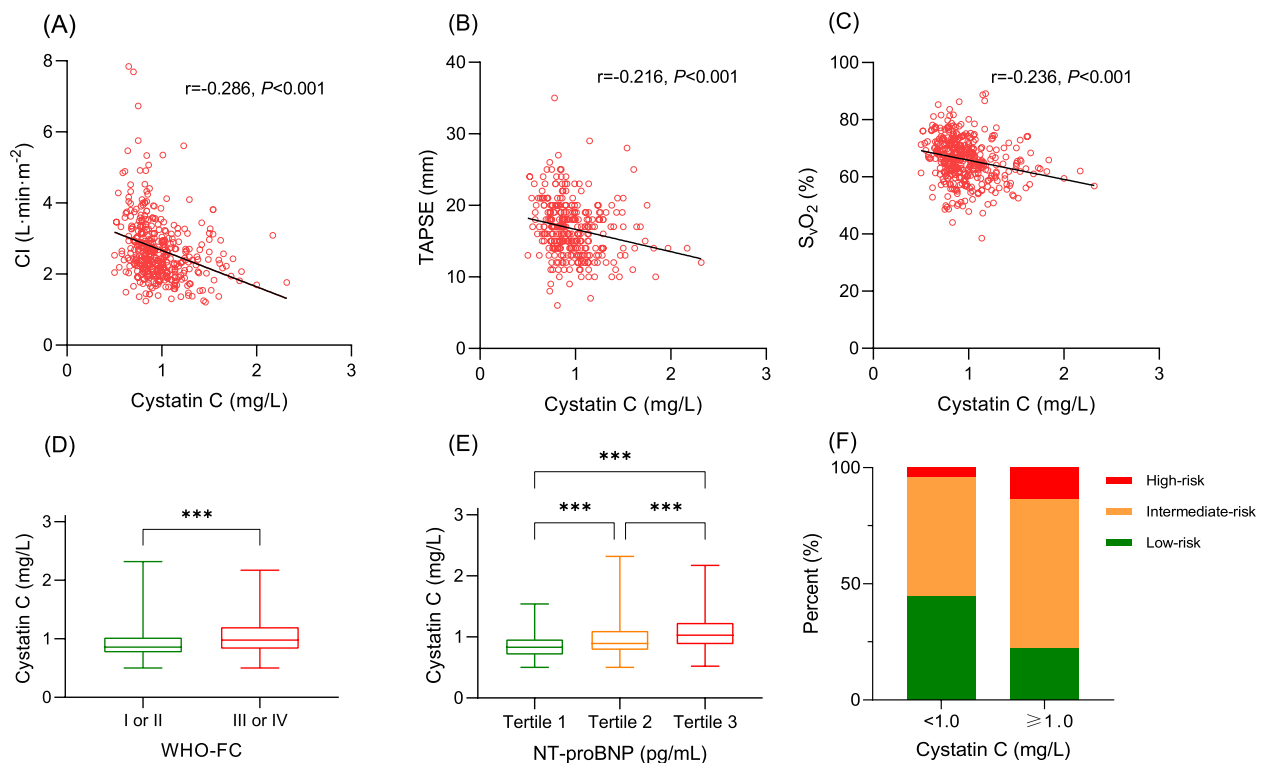 (A)
8
6
4
2
0
0
1
2
3
CI (L·min·m-2)
r=-0.286, P<0.001
Cystatin C (mg/L)
(B)
40
30
20
10
0
0
1
2
3
TAPSE (mm)
r=-0.216, P<0.001
Cystatin C (mg/L)
(C)
100
80
60
40
20
0
0
1
2
3
SvO2 (%)
r=-0.236, P<0.001
Cystatin C (mg/L)
(D)
3
2
1
0
Cystatin C (mg/L)
***
I or II
III or IV
WHO-FC
(E)
3
2
1
0
Cystatin C (mg/L)
***
***
***
Tertile 1
Tertile 2
Tertile 3
NT-proBNP (pg/mL)
(F)
100
50
0
Percent (%)
<1.0
≥1.0
Cystatin C (mg/L)
High-risk
Intermediate-risk
Low-risk